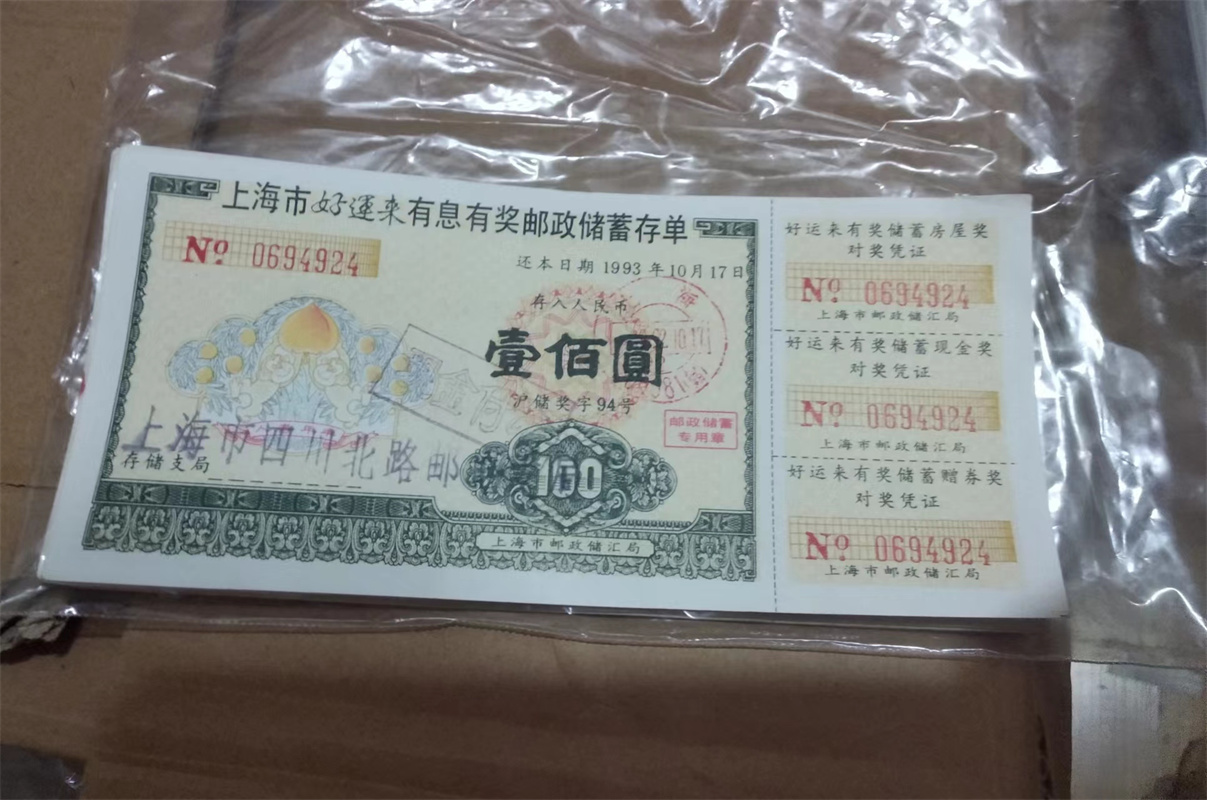 上海市好運来有息有奖邮政储蓄存单
No 0694924
还本日期 1993 年10月17日
存入人民币
壹佰圆
沪储奖字94号
邮政储蓄
专用章
上海市四川北路邮
存储支局
100
上海市邮政储汇局
好运来有奖储蓄房屋奖
对奖凭证
No 0694924
上海市邮政储汇局
好运来有奖储蓄现金奖
对奖凭证
No 0694924
上海市邮政储汇局
好运来有奖储蓄赠券奖
对奖凭证
No 0694924
上海市邮政储汇局